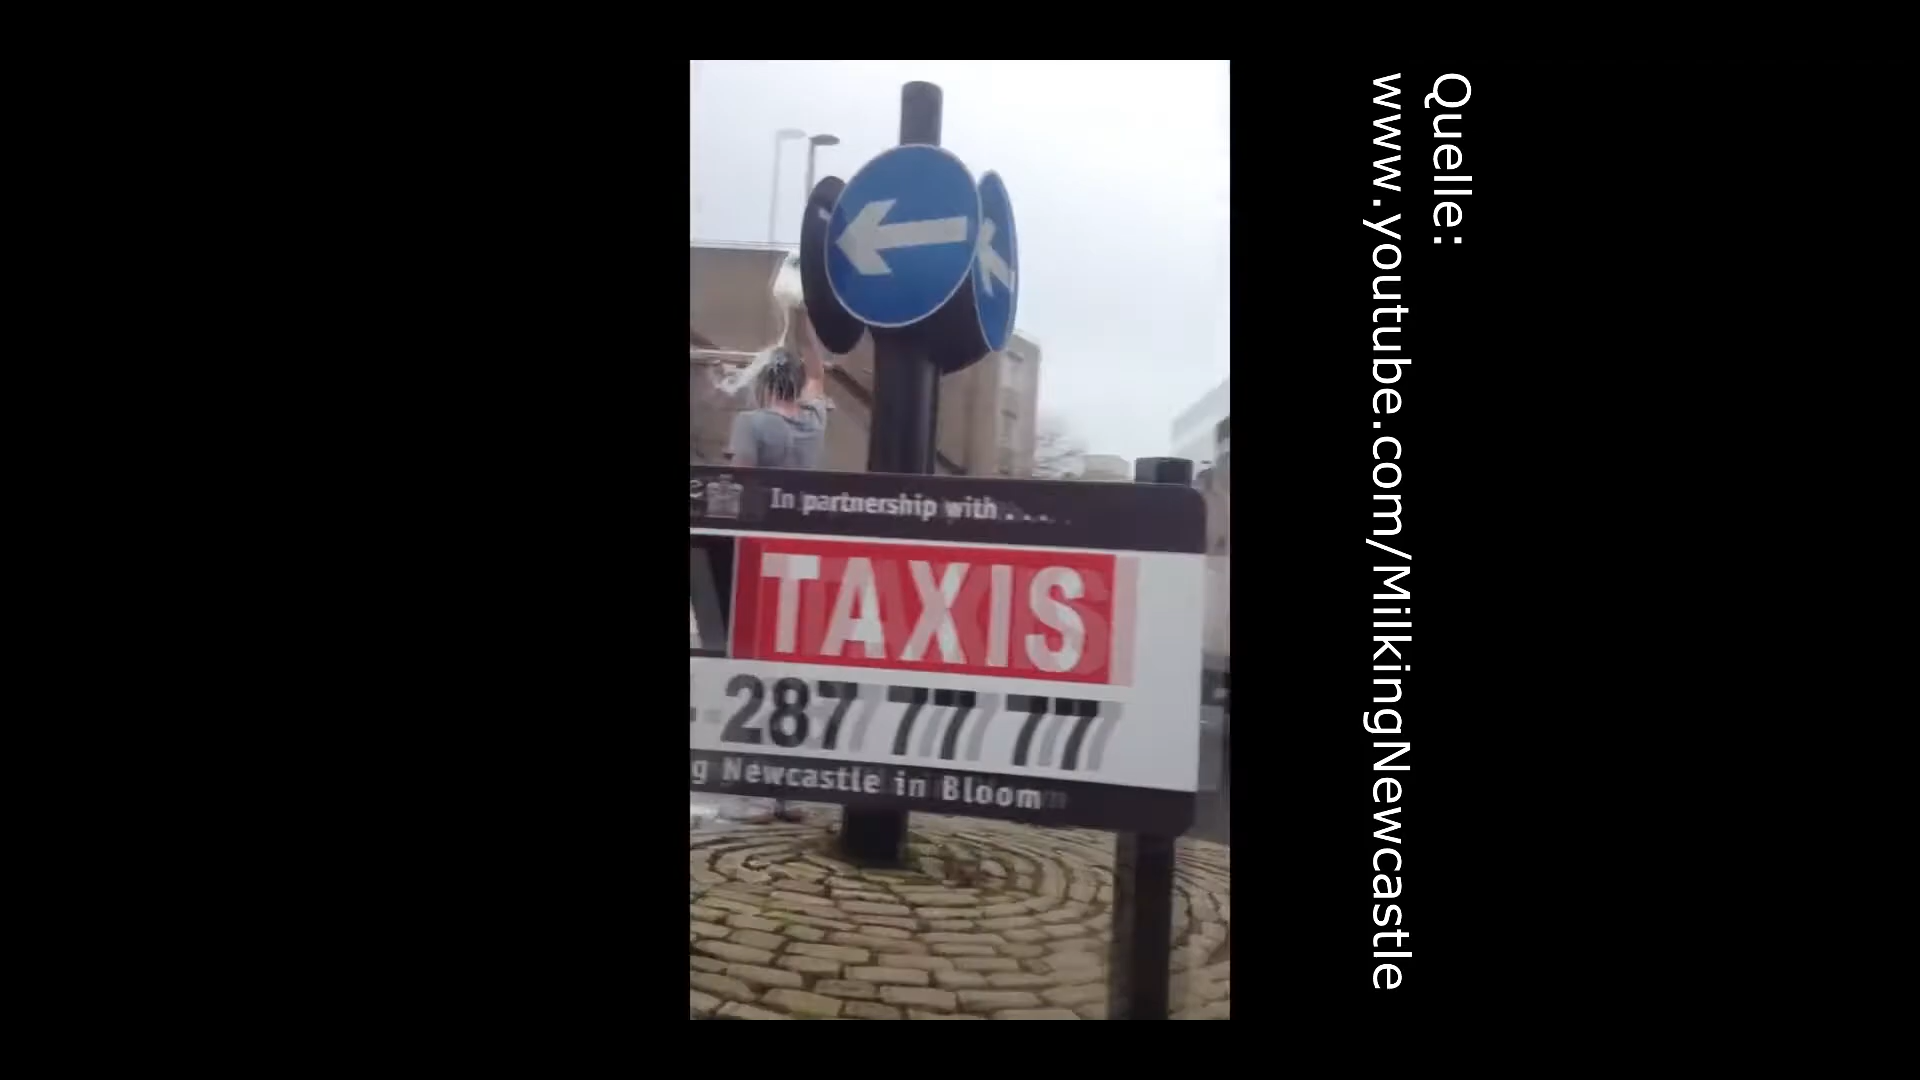 In partnership with . . . .
TAXIS
287 77 77
g Newcastle in Bloom
Quelle:
www.youtube.com/MilkingNewcastle